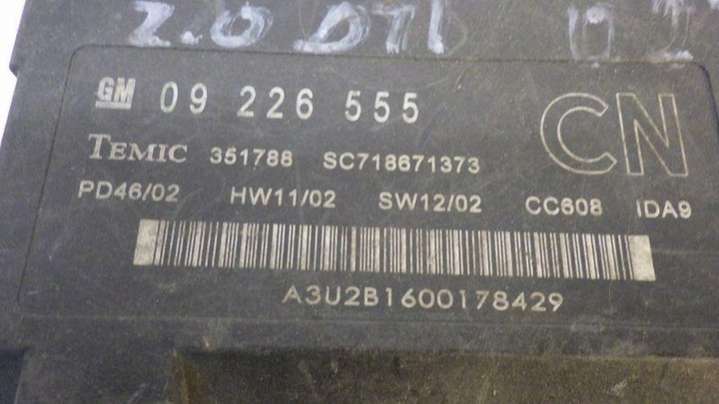 2.0 DTI
GM 09 226 555 CN
TEMIC 351788 SC718671373
PD46/02 HW11/02 SW12/02 CC608 IDA9
A3U2B1600178429